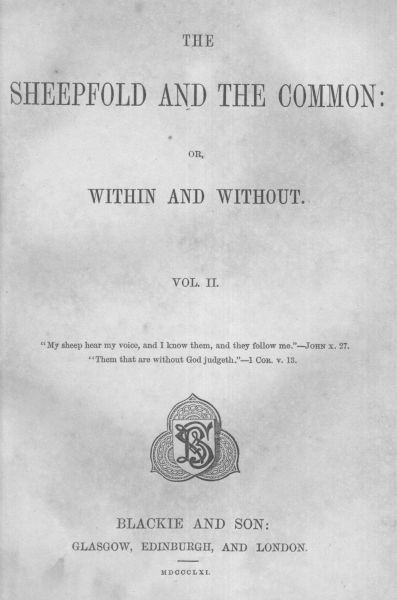 THE
SHEEPFOLD AND THE COMMON:
OR,
WITHIN AND WITHOUT.
VOL. II.
"My sheep hear my voice, and I know them, and they follow me."—JOHN X. 27.
"Them that are without God judgeth."—1 COR. v. 13.
BS
BLACKIE AND SON:
GLASGOW, EDINBURGH, AND LONDON.
MDCCCLXI.